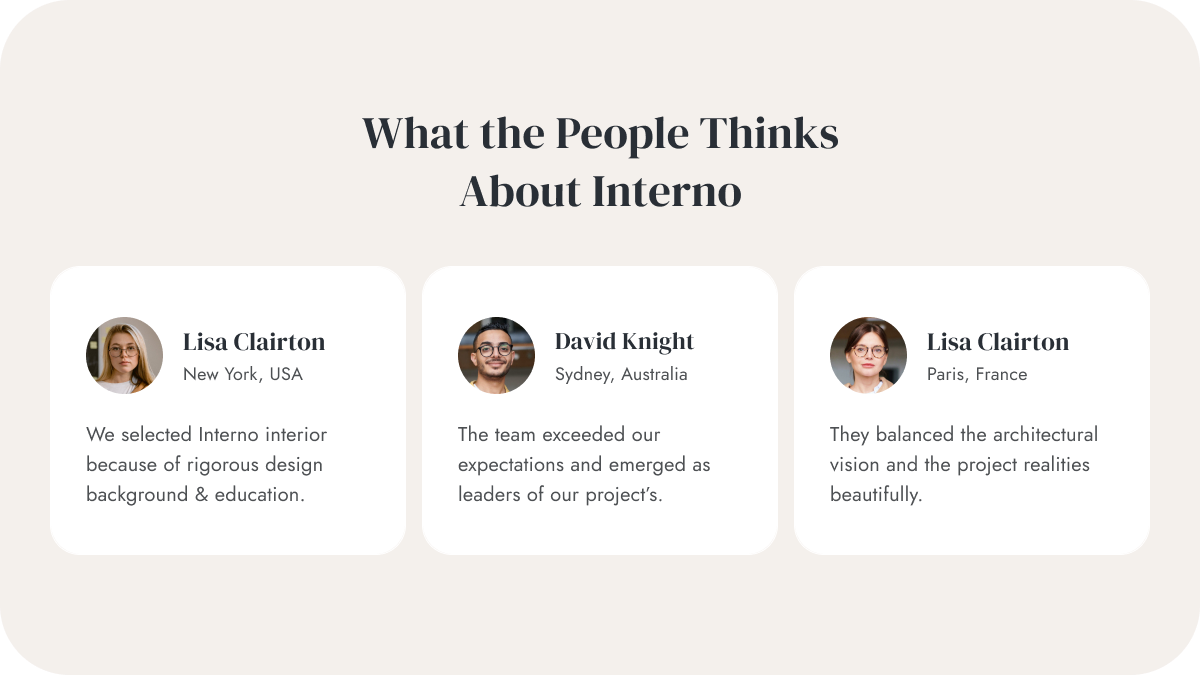 What the People Thinks
About Interno
Lisa Clairton
New York, USA
We selected Interno interior
because of rigorous design
background & education.
David Knight
Sydney, Australia
The team exceeded our
expectations and emerged as
leaders of our project’s.
Lisa Clairton
Paris, France
They balanced the architectural
vision and the project realities
beautifully.